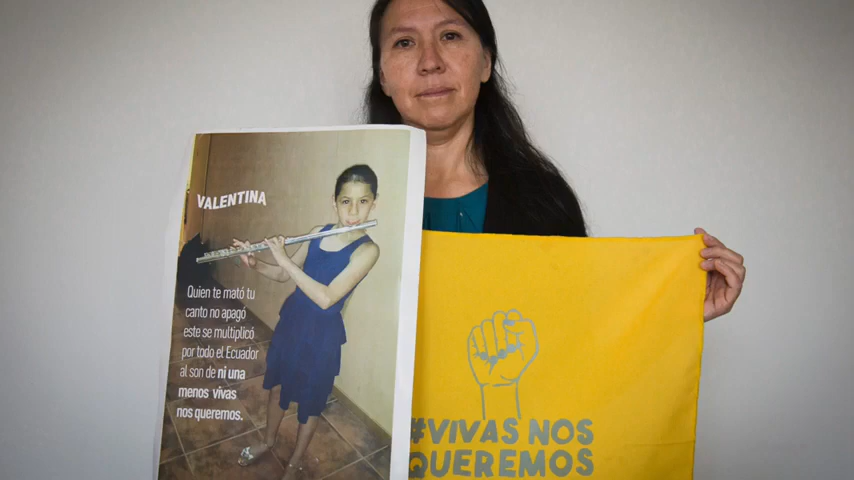 VALENTINA
Quien te mató tu
canto no apagó
este se multiplicó
por todo el Ecuador
al son de ni una
menos vivas
nos queremos.
#VIVAS NOS
QUEREMOS